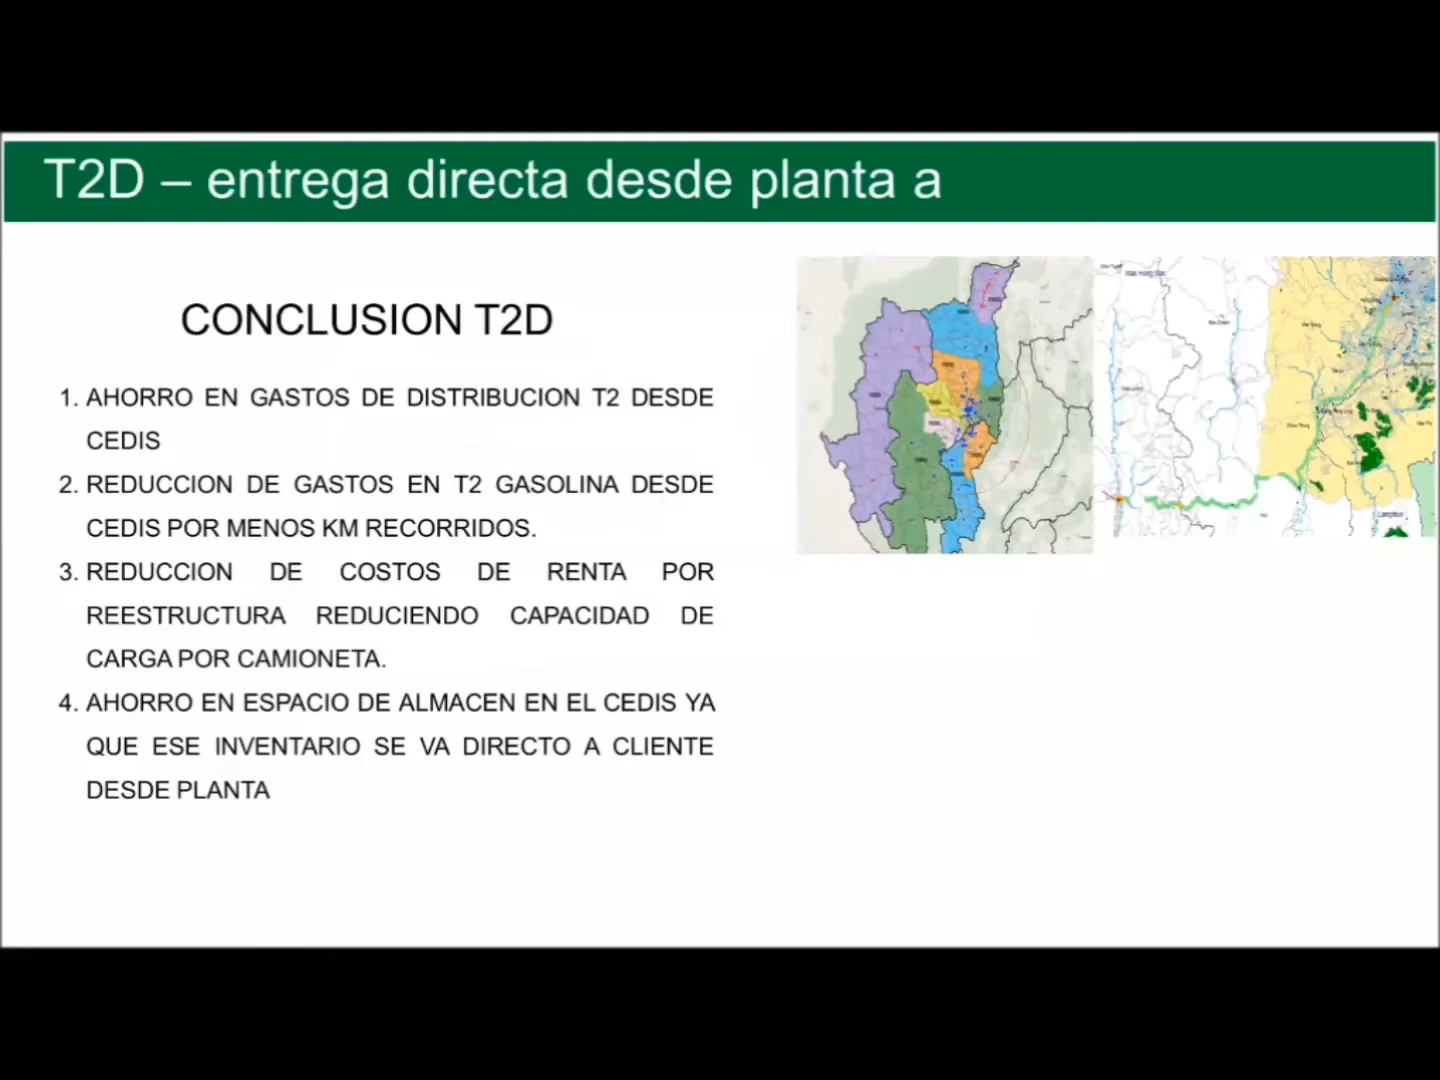 T2D – entrega directa desde planta a
CONCLUSION T2D
1. AHORRO EN GASTOS DE DISTRIBUCION T2 DESDE
CEDIS
2. REDUCCION DE GASTOS EN T2 GASOLINA DESDE
CEDIS POR MENOS KM RECORRIDOS.
3. REDUCCION DE COSTOS DE RENTA POR
REESTRUCTURA REDUCIENDO CAPACIDAD DE
CARGA POR CAMIONETA.
4. AHORRO EN ESPACIO DE ALMACEN EN EL CEDIS YA
QUE ESE INVENTARIO SE VA DIRECTO A CLIENTE
DESDE PLANTA